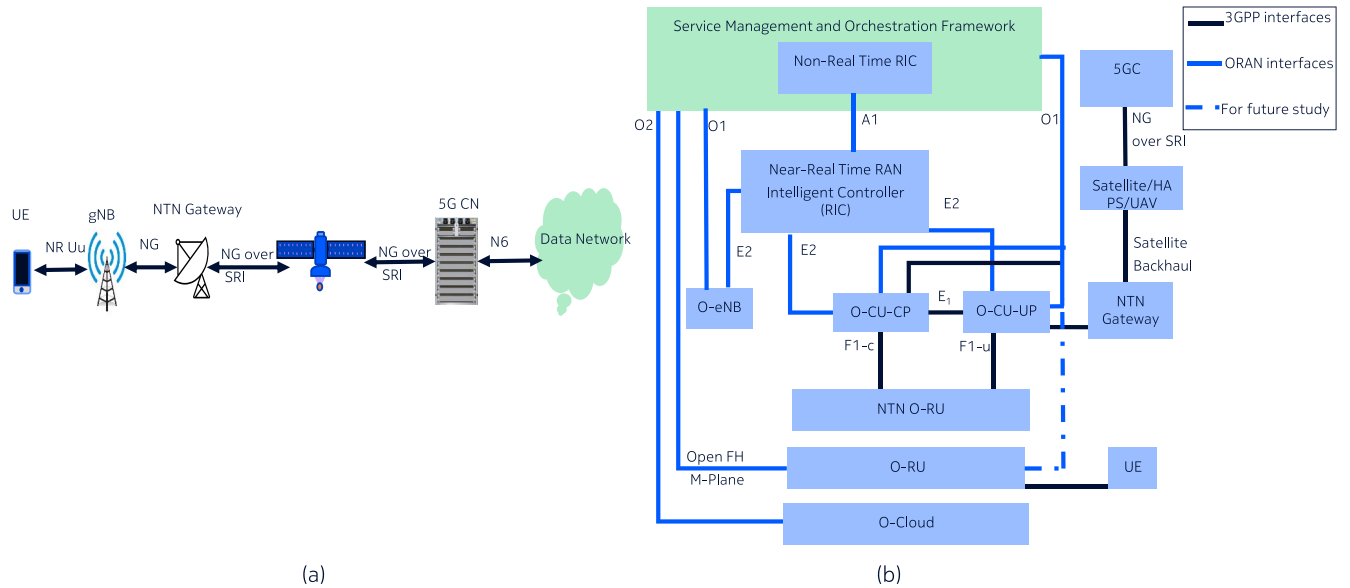 UE
gNB
NTN Gateway
5G CN
NR Uu
NG
NG over
SRI
NG over
SRI
N6
Data Network
(a)
Service Management and Orchestration Framework
Non-Real Time RIC
O2
O1
A1
O1
Near-Real Time RAN
Intelligent Controller
(RIC)
E2
E2
E2
O-eNB
O-CU-CP
E1
O-CU-UP
F1-c
F1-u
NTN O-RU
Open FH
M-Plane
O-RU
UE
O-Cloud
5GC
NG
over SRI
Satellite/HA
PS/UAV
Satellite
Backhaul
NTN
Gateway
3GPP interfaces
ORAN interfaces
For future study
(b)